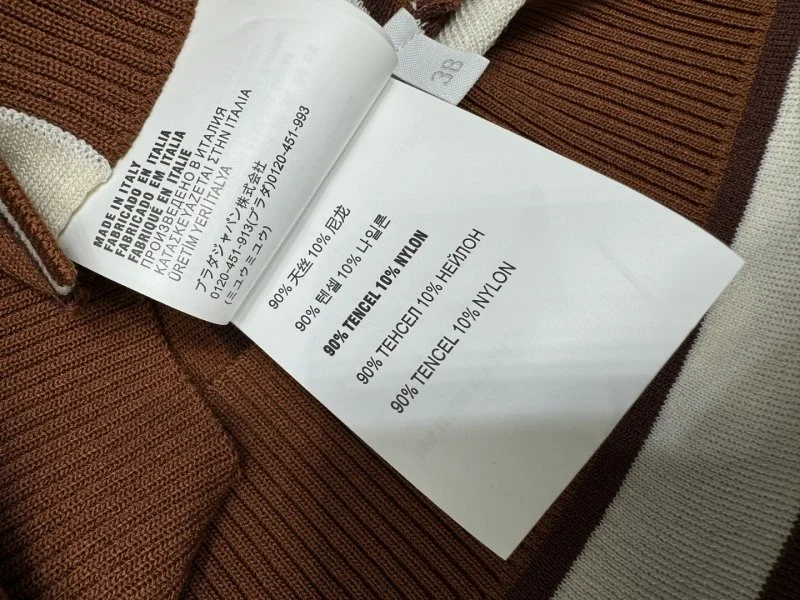 38
MADE IN ITALY
FABRICADO EN ITALIA
FABRICADO EM ITALIA
FABRIQUE EN ITALIE
ПРОИЗВЕДЕНО В ИТАЛИЯ
ΚΑΤΑΣΚΕΥΑΖΕΤΑΙ ΣΤΗΝ ΙΤΑΛΙΑ
ÜRETIM YERI ITALYA
プラダジャパン株式会社
0120-451-913(プラダ)0120-451-993
(ミュウミュウ)
90% 天丝 10% 尼龙
90% 텐셀 10% 나일론
90% TENCEL 10% NYLON
90% ТЕНСЕЛ 10% НЕЙЛОН
90% TENCEL 10% NYLON